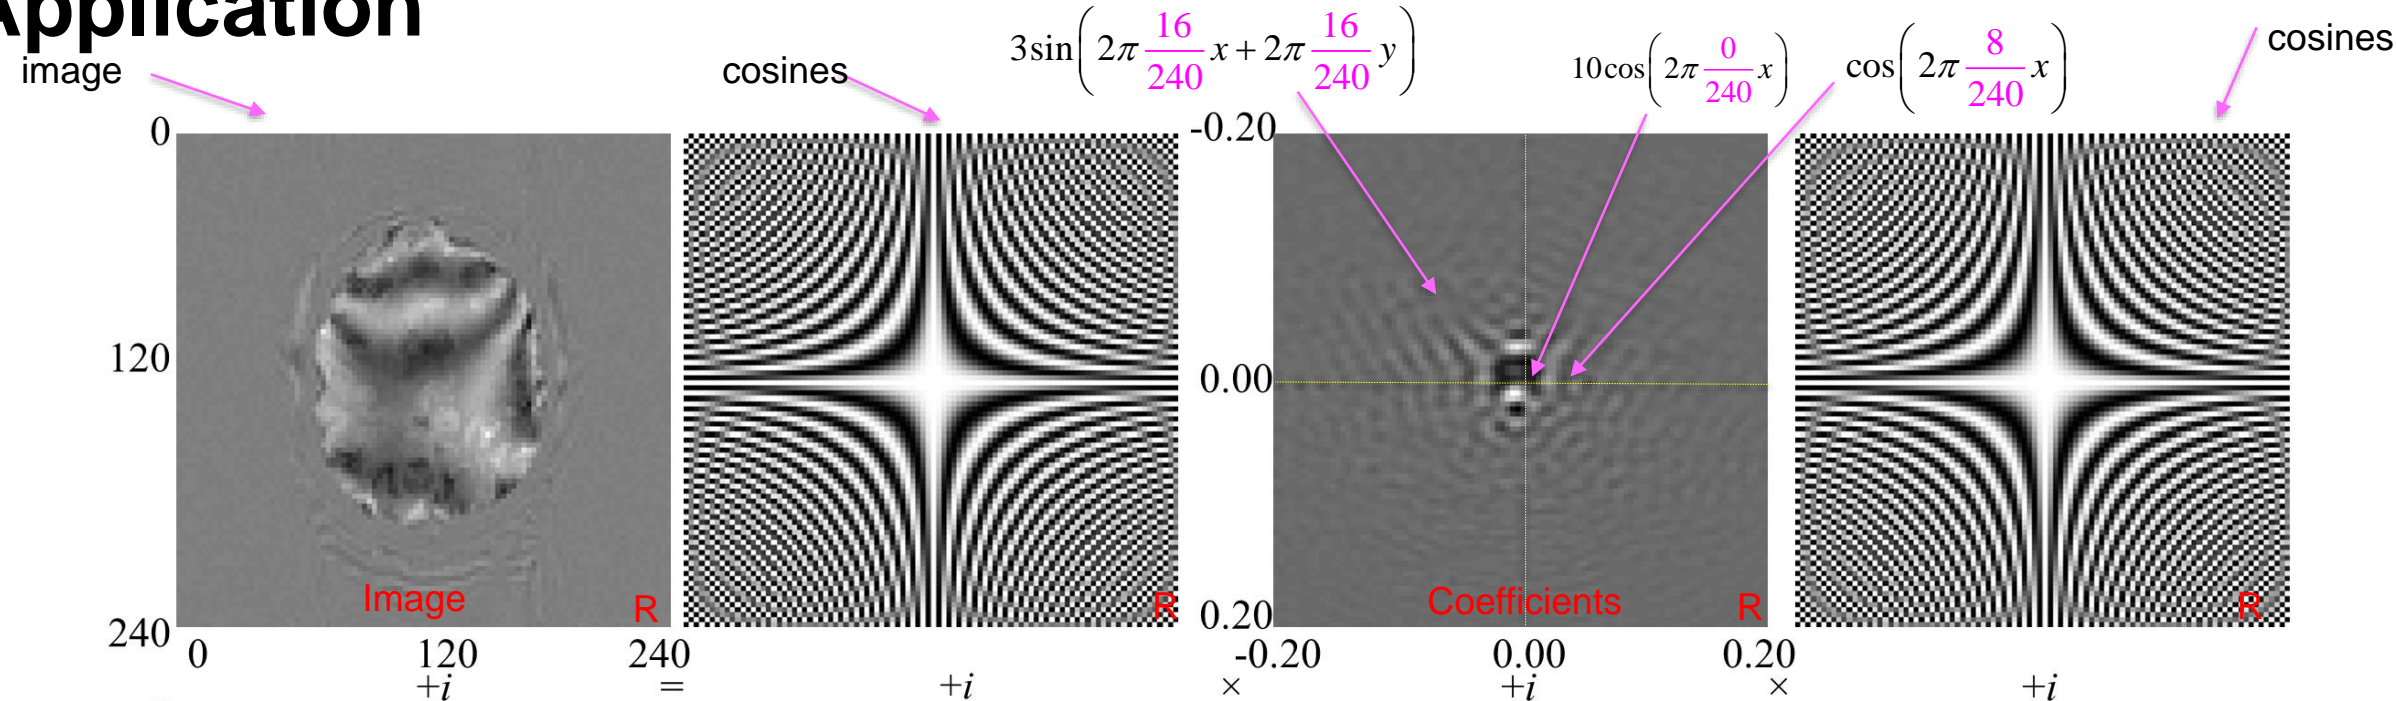 Application
image
cosines
3sin(2π 16/240 x + 2π 16/240 y)
10cos(2π 0/240 x)
cos(2π 8/240 x)
cosines
0
120
240
0 120 240
Image R
R
-0.20
0.00
0.20
-0.20 0.00 0.20
Coefficients R
R
+i = +i × +i × +i